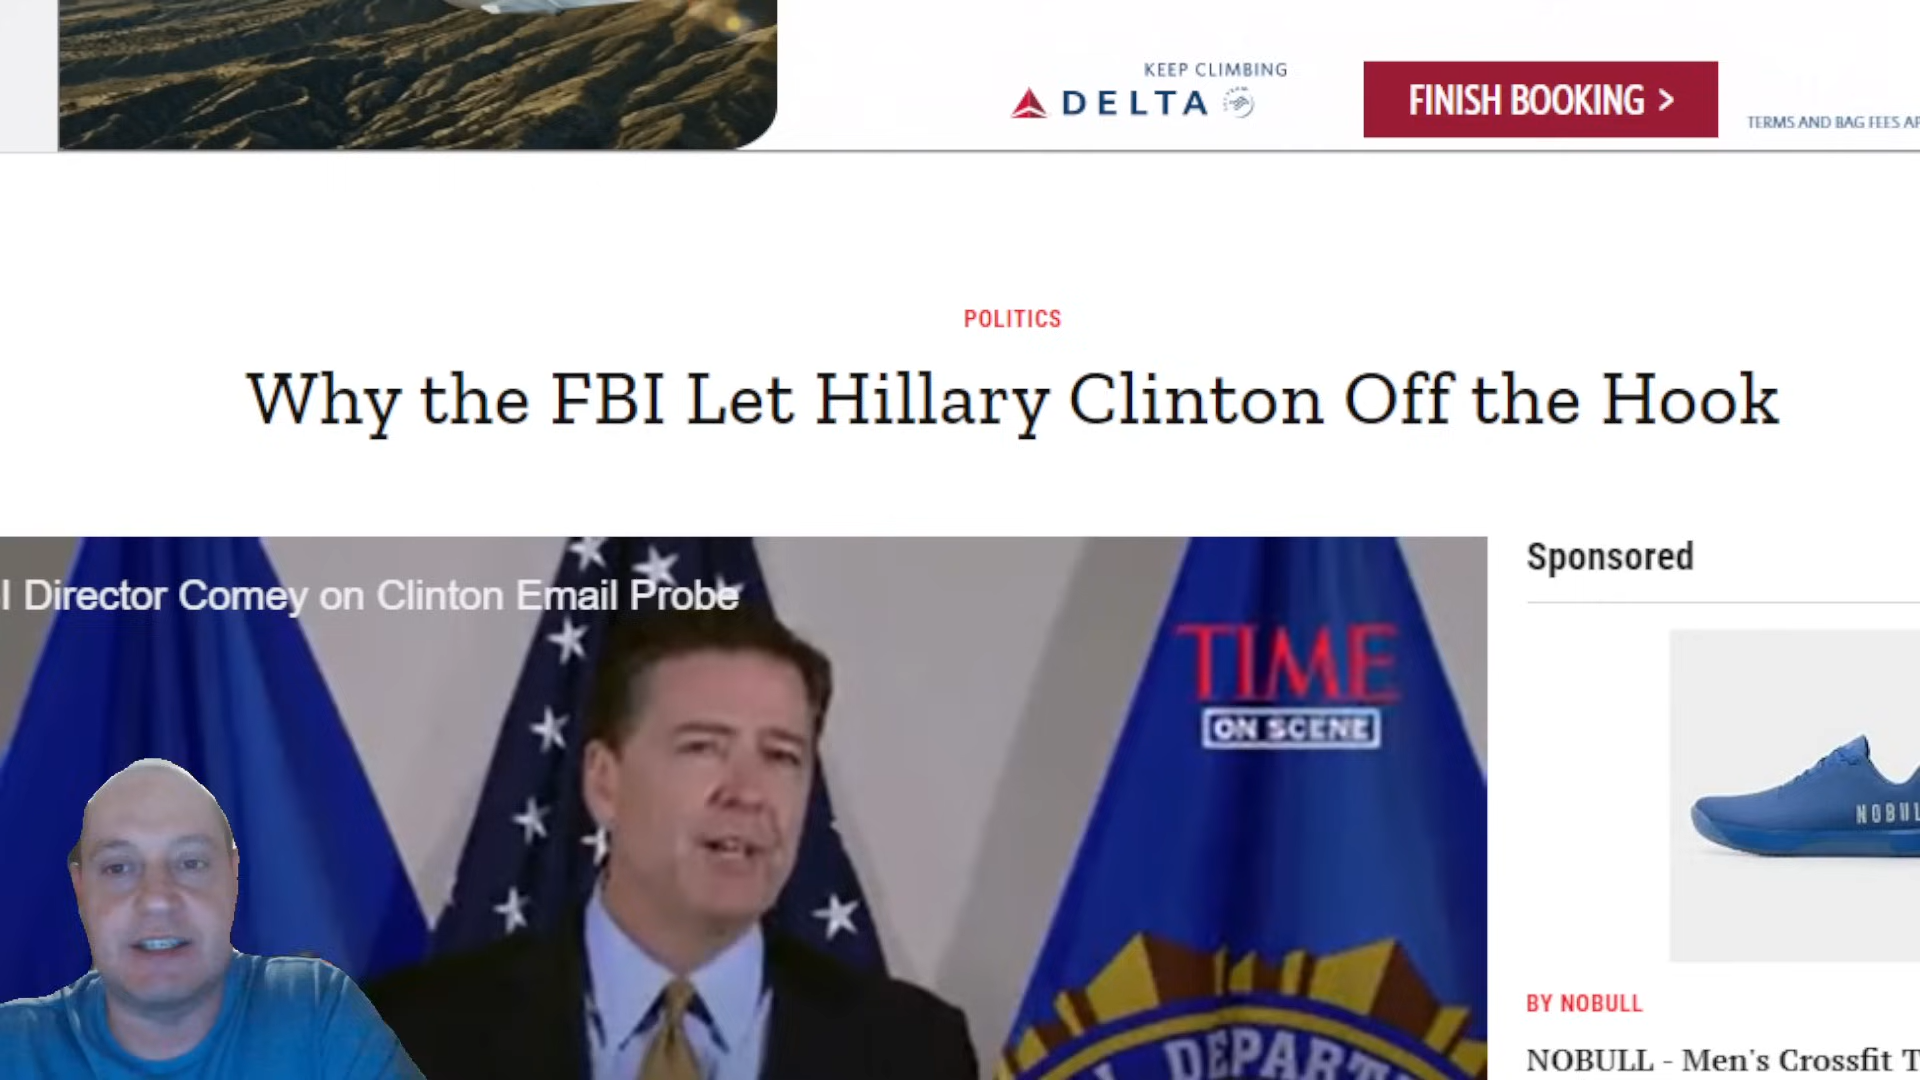 KEEP CLIMBING
DELTA
FINISH BOOKING >
TERMS AND BAG FEES
POLITICS
Why the FBI Let Hillary Clinton Off the Hook
Director Comey on Clinton Email Probe
TIME
ON SCENE
Sponsored
NOBUL
BY NOBULL
NOBULL - Men's Crossfit T